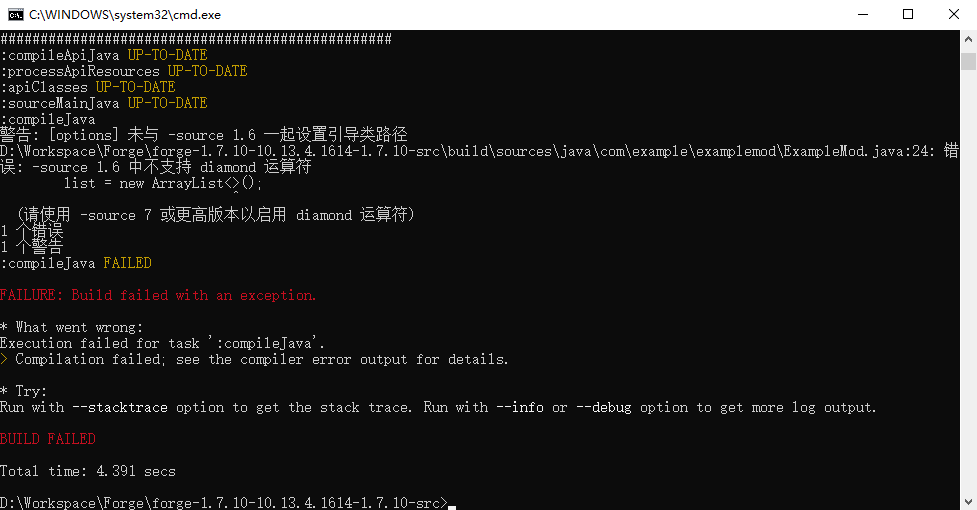 C:\WINDOWS\system32\cmd.exe
#################################################
:compileApiJava UP-TO-DATE
:processApiResources UP-TO-DATE
:apiClasses UP-TO-DATE
:sourceMainJava UP-TO-DATE
:compileJava
警告: [options] 未与 -source 1.6 一起设置引导类路径
D:\Workspace\Forge\forge-1.7.10-10.13.4.1614-1.7.10-src\build\sources\java\com\example\examplemod\ExampleMod.java:24: 错
误: -source 1.6 中不支持 diamond 运算符
list = new ArrayList<>();
^
(请使用 -source 7 或更高版本以启用 diamond 运算符)
1 个错误
1 个警告
:compileJava FAILED
FAILURE: Build failed with an exception.
* What went wrong:
Execution failed for task ':compileJava'.
> Compilation failed; see the compiler error output for details.
* Try:
Run with --stacktrace option to get the stack trace. Run with --info or --debug option to get more log output.
BUILD FAILED
Total time: 4.391 secs
D:\Workspace\Forge\forge-1.7.10-10.13.4.1614-1.7.10-src>